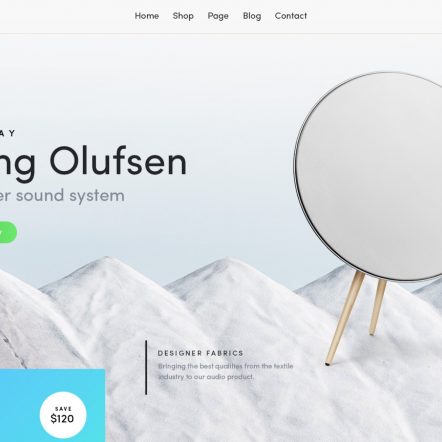 Home Shop Page Blog Contact
AY
ng Olufsen
er sound system
DESIGNER FABRICS
Bringing the best qualities from the textile
industry to our audio product.
SAVE
$120